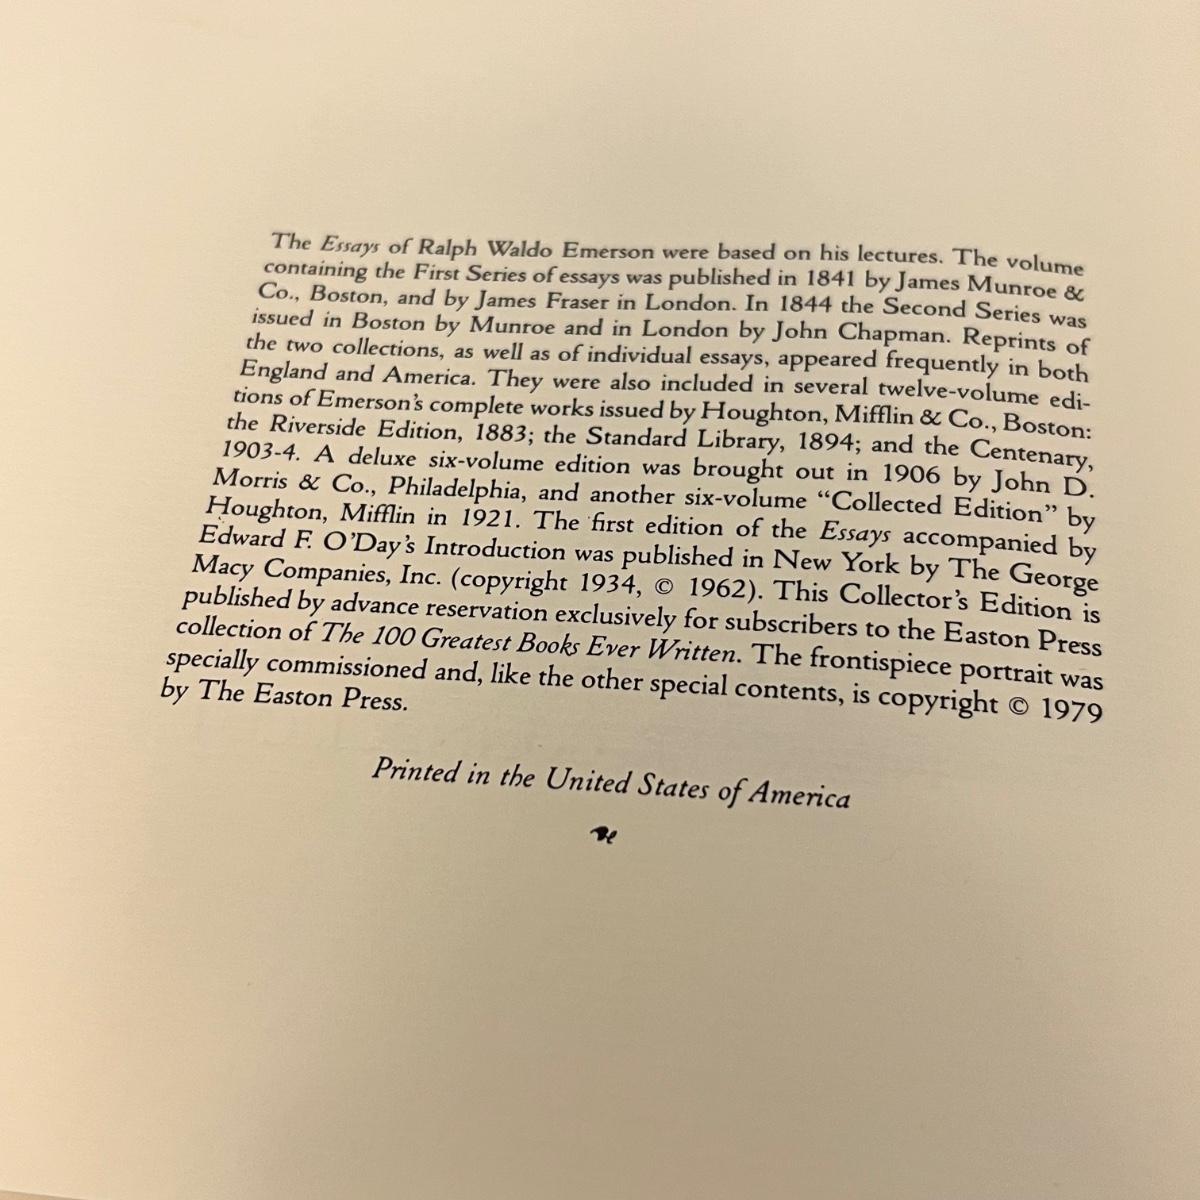 The Essays of Ralph Waldo Emerson were based on his lectures. The volume
containing the First Series of essays was published in 1841 by James Munroe &
Co., Boston, and by James Fraser in London. In 1844 the Second Series was
issued in Boston by Munroe and in London by John Chapman. Reprints of
the two collections, as well as of individual essays, appeared frequently in both
England and America. They were also included in several twelve-volume edi-
tions of Emerson's complete works issued by Houghton, Mifflin & Co., Boston:
the Riverside Edition, 1883; the Standard Library, 1894; and the Centenary,
1903-4. A deluxe six-volume edition was brought out in 1906 by John D.
Morris & Co., Philadelphia, and another six-volume “Collected Edition” by
Houghton, Mifflin in 1921. The first edition of the Essays accompanied by
Edward F. O'Day's Introduction was published in New York by The George
Macy Companies, Inc. (copyright 1934, © 1962). This Collector's Edition is
published by advance reservation exclusively for subscribers to the Easton Press
collection of The 100 Greatest Books Ever Written. The frontispiece portrait was
specially commissioned and, like the other special contents, is copyright © 1979
by The Easton Press.
Printed in the United States of America